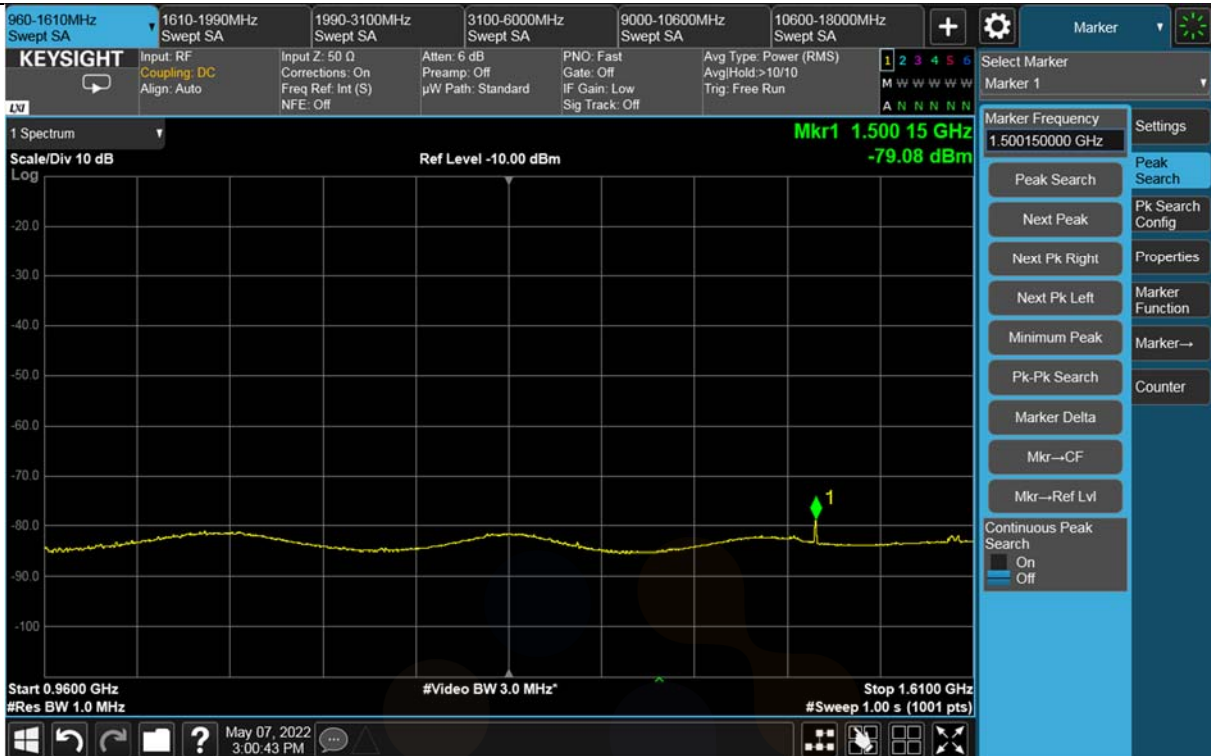 960-1610MHz
Swept SA
1610-1990MHz
Swept SA
1990-3100MHz
Swept SA
3100-6000MHz
Swept SA
9000-10600MHz
Swept SA
10600-18000MHz
Swept SA
+
Marker
KEYSIGHT
LXI
Input: RF
Coupling: DC
Align: Auto
Input Z: 50 Ω
Corrections: On
Freq Ref: Int (S)
NFE: Off
Atten: 6 dB
Preamp: Off
µW Path: Standard
PNO: Fast
Gate: Off
IF Gain: Low
Sig Track: Off
Avg Type: Power (RMS)
Avg|Hold:>10/10
Trig: Free Run
1 2 3 4 5 6
M W W W W W
A N N N N N
Select Marker
Marker 1
1 Spectrum
Scale/Div 10 dB
Log
Ref Level -10.00 dBm
Mkr1 1.500 15 GHz
-79.08 dBm
-20.0
-30.0
-40.0
-50.0
-60.0
-70.0
-80.0
-90.0
-100
1
Start 0.9600 GHz
#Res BW 1.0 MHz
#Video BW 3.0 MHz*
Stop 1.6100 GHz
#Sweep 1.00 s (1001 pts)
Marker Frequency
1.500150000 GHz
Peak Search
Next Peak
Next Pk Right
Next Pk Left
Minimum Peak
Pk-Pk Search
Marker Delta
Mkr→CF
Mkr→Ref Lvl
Continuous Peak
Search
On
Off
Settings
Peak
Search
Pk Search
Config
Properties
Marker
Function
Marker→
Counter
?
May 07, 2022
3:00:43 PM